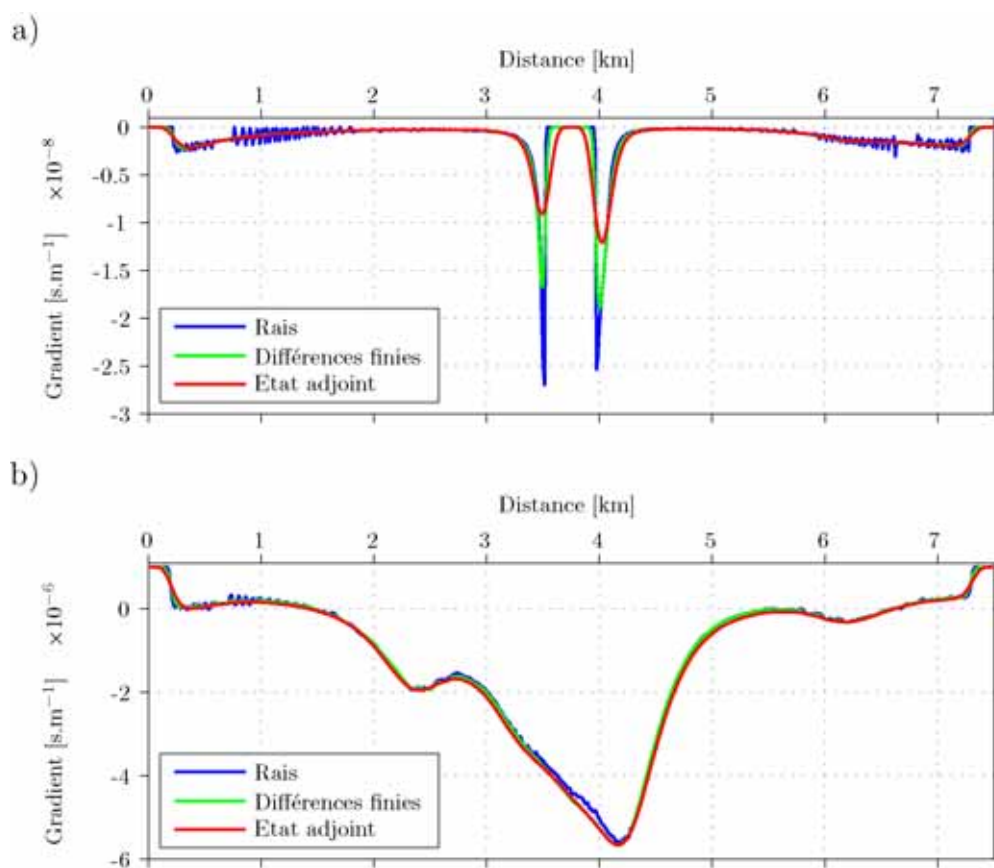 a)
Distance [km]
0 1 2 3 4 5 6 7
0
-0.5
-1
-1.5
-2
-2.5
-3
Gradient [s.m⁻¹] ×10⁻⁸
Rais
Différences finies
Etat adjoint
b)
Distance [km]
0 1 2 3 4 5 6 7
0
-2
-4
-6
Gradient [s.m⁻¹] ×10⁻⁶
Rais
Différences finies
Etat adjoint